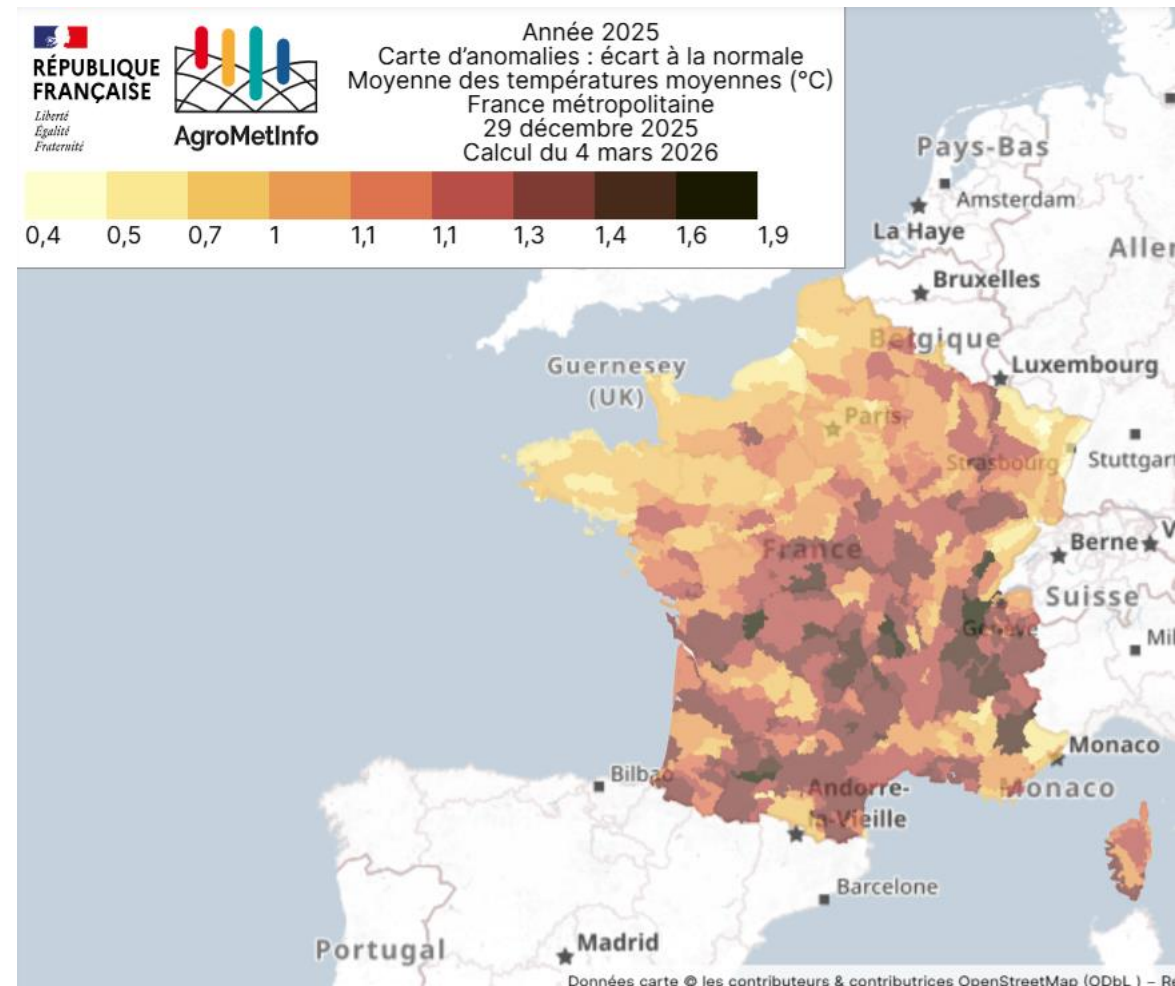 RÉPUBLIQUE
FRANÇAISE
Liberté
Égalité
Fraternité
AgroMetInfo
Année 2025
Carte d'anomalies : écart à la normale
Moyenne des températures moyennes (°C)
France métropolitaine
29 décembre 2025
Calcul du 4 mars 2026
0,4 0,5 0,7 1 1,1 1,1 1,3 1,4 1,6 1,9
Pays-Bas
Amsterdam
La Haye
Aller
Bruxelles
Belgique
Guernesey
(UK)
Luxembourg
Paris
Strasbourg
Stuttgart
France
Berne
V
Suisse
Genève
Mil
Monaco
Bilbao
Andorre-
la-Vieille
Monaco
Barcelone
Portugal
Madrid
Données carte © les contributeurs & contributrices OpenStreetMap (ODbL ) – Re